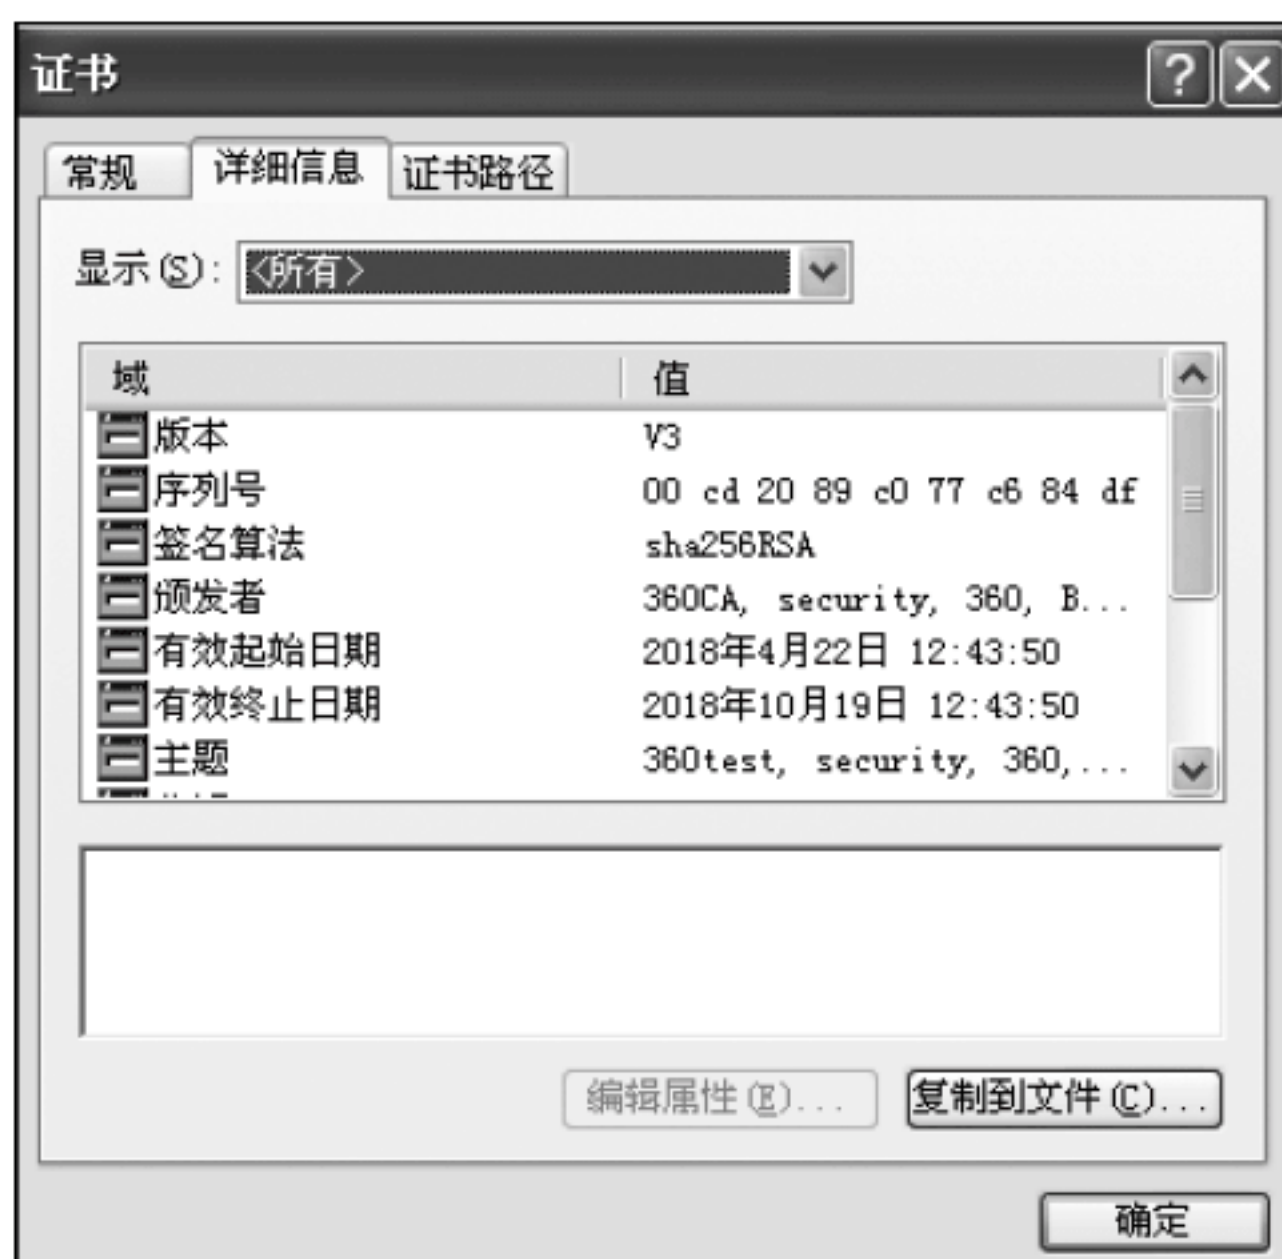 证书
常规 详细信息 证书路径
显示(S): <所有>
域 值
版本 V3
序列号 00 cd 20 89 c0 77 c6 84 df
签名算法 sha256RSA
颁发者 360CA, security, 360, B...
有效起始日期 2018年4月22日 12:43:50
有效终止日期 2018年10月19日 12:43:50
主题 360test, security, 360,...
编辑属性(E)... 复制到文件(C)...
确定